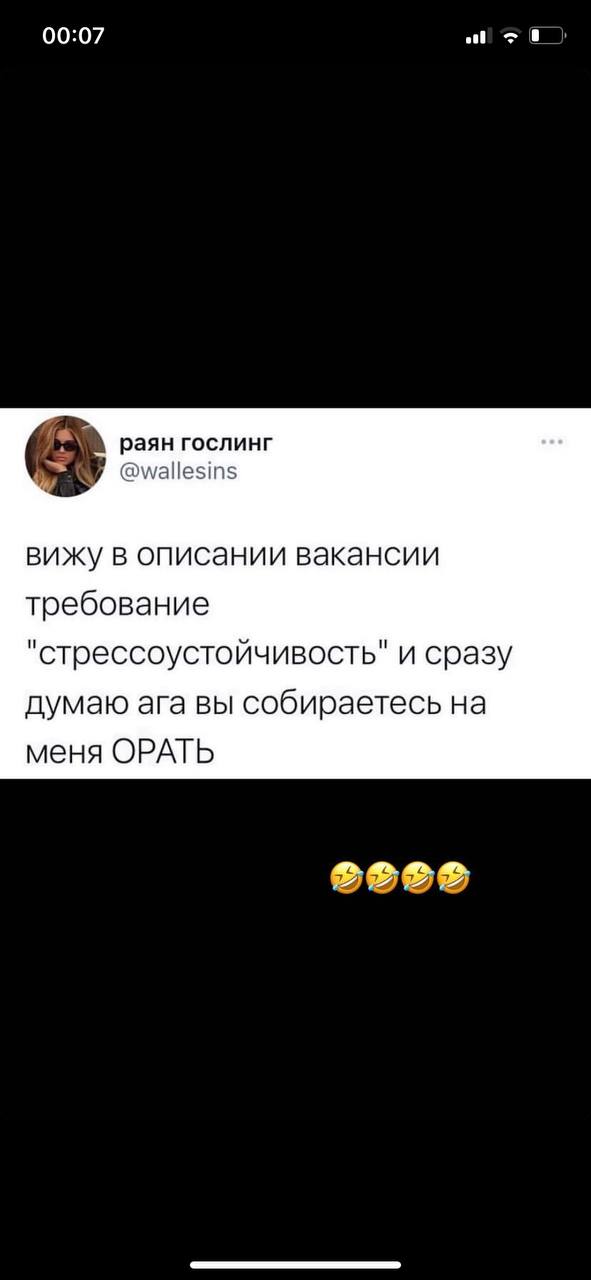 00:07
раян гослинг
@wallesins
вижу в описании вакансии
требование
"стрессоустойчивость" и сразу
думаю ага вы собираетесь на
меня ОРАТЬ
🤣🤣🤣🤣